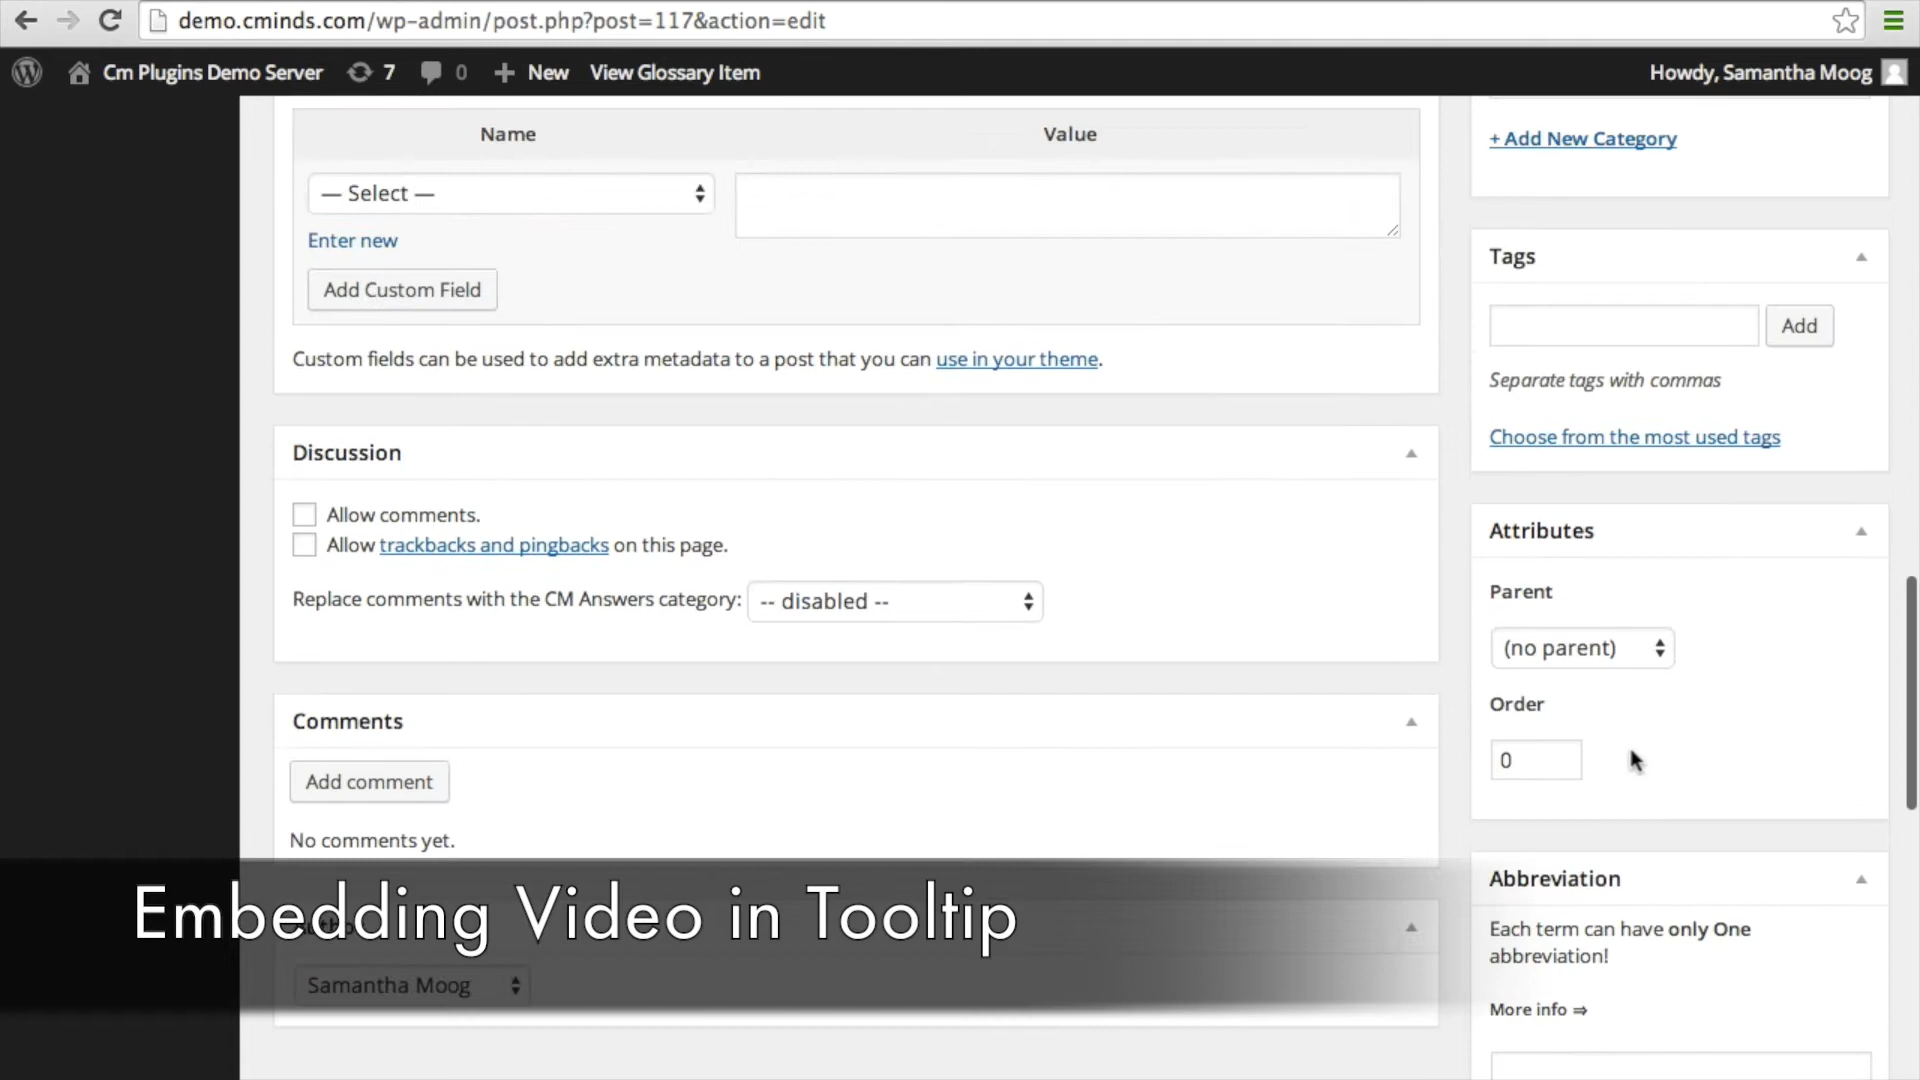 demo.cminds.com/wp-admin/post.php?post=117&action=edit
Cm Plugins Demo Server 7 0 New View Glossary Item Howdy, Samantha Moog
Name Value
— Select —
Enter new
Add Custom Field
Custom fields can be used to add extra metadata to a post that you can use in your theme.
Discussion
Allow comments.
Allow trackbacks and pingbacks on this page.
Replace comments with the CM Answers category: -- disabled --
Comments
Add comment
No comments yet.
Embedding Video in Tooltip
Samantha Moog
+ Add New Category
Tags
Add
Separate tags with commas
Choose from the most used tags
Attributes
Parent
(no parent)
Order
0
Abbreviation
Each term can have only One
abbreviation!
More info ⇒